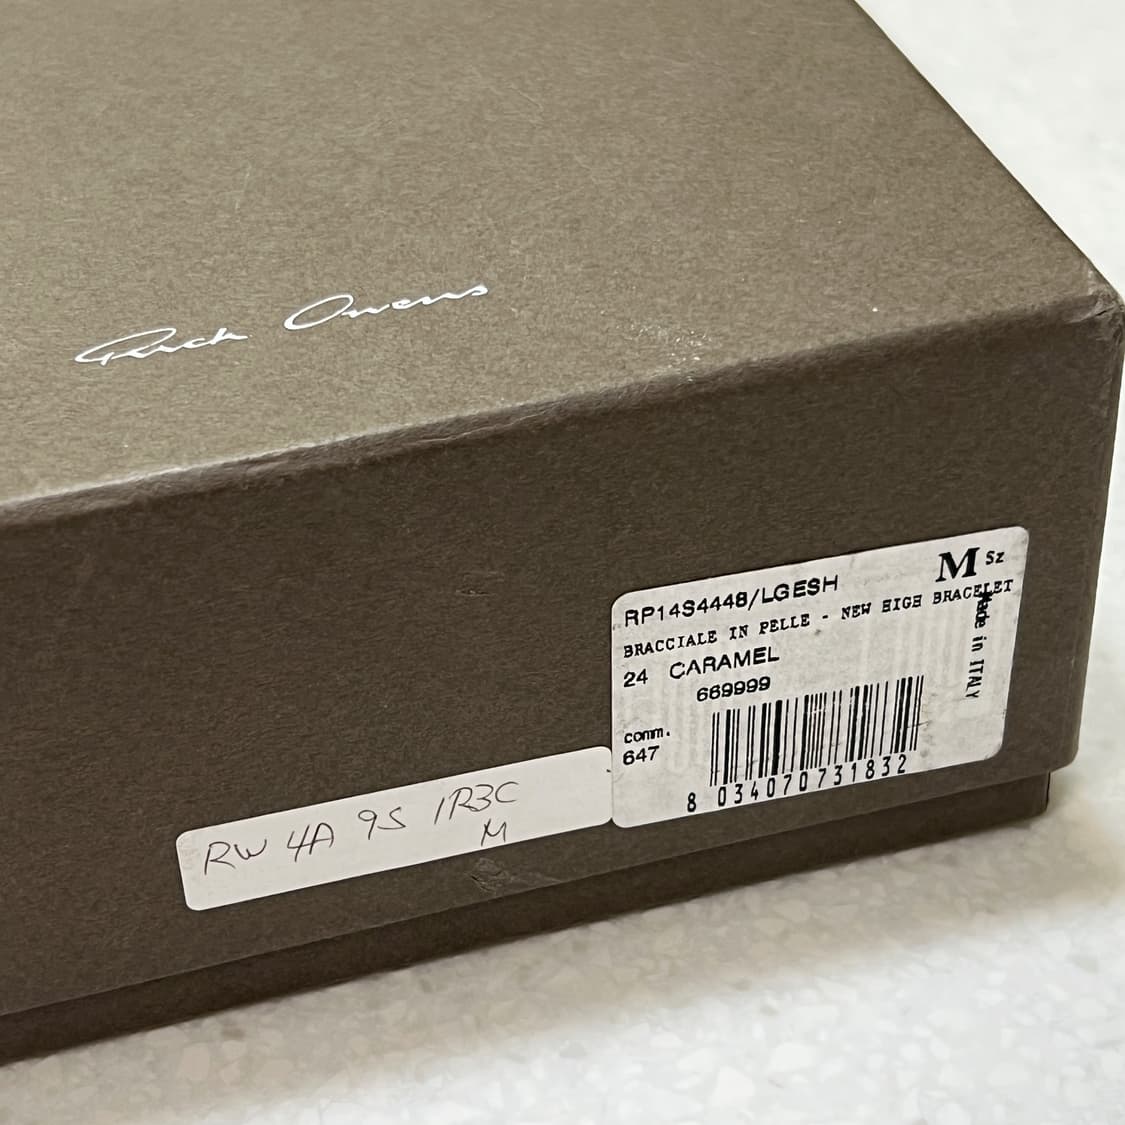 Rick Owens
M Sz
RP14S4448/LGESH
BRACCIALE IN PELLE - NEW HIGH BRACELET
24 CARAMEL
669999
Made in ITALY
comm.
647
8 034070 731832
RW 4A 9S 1R3C
M